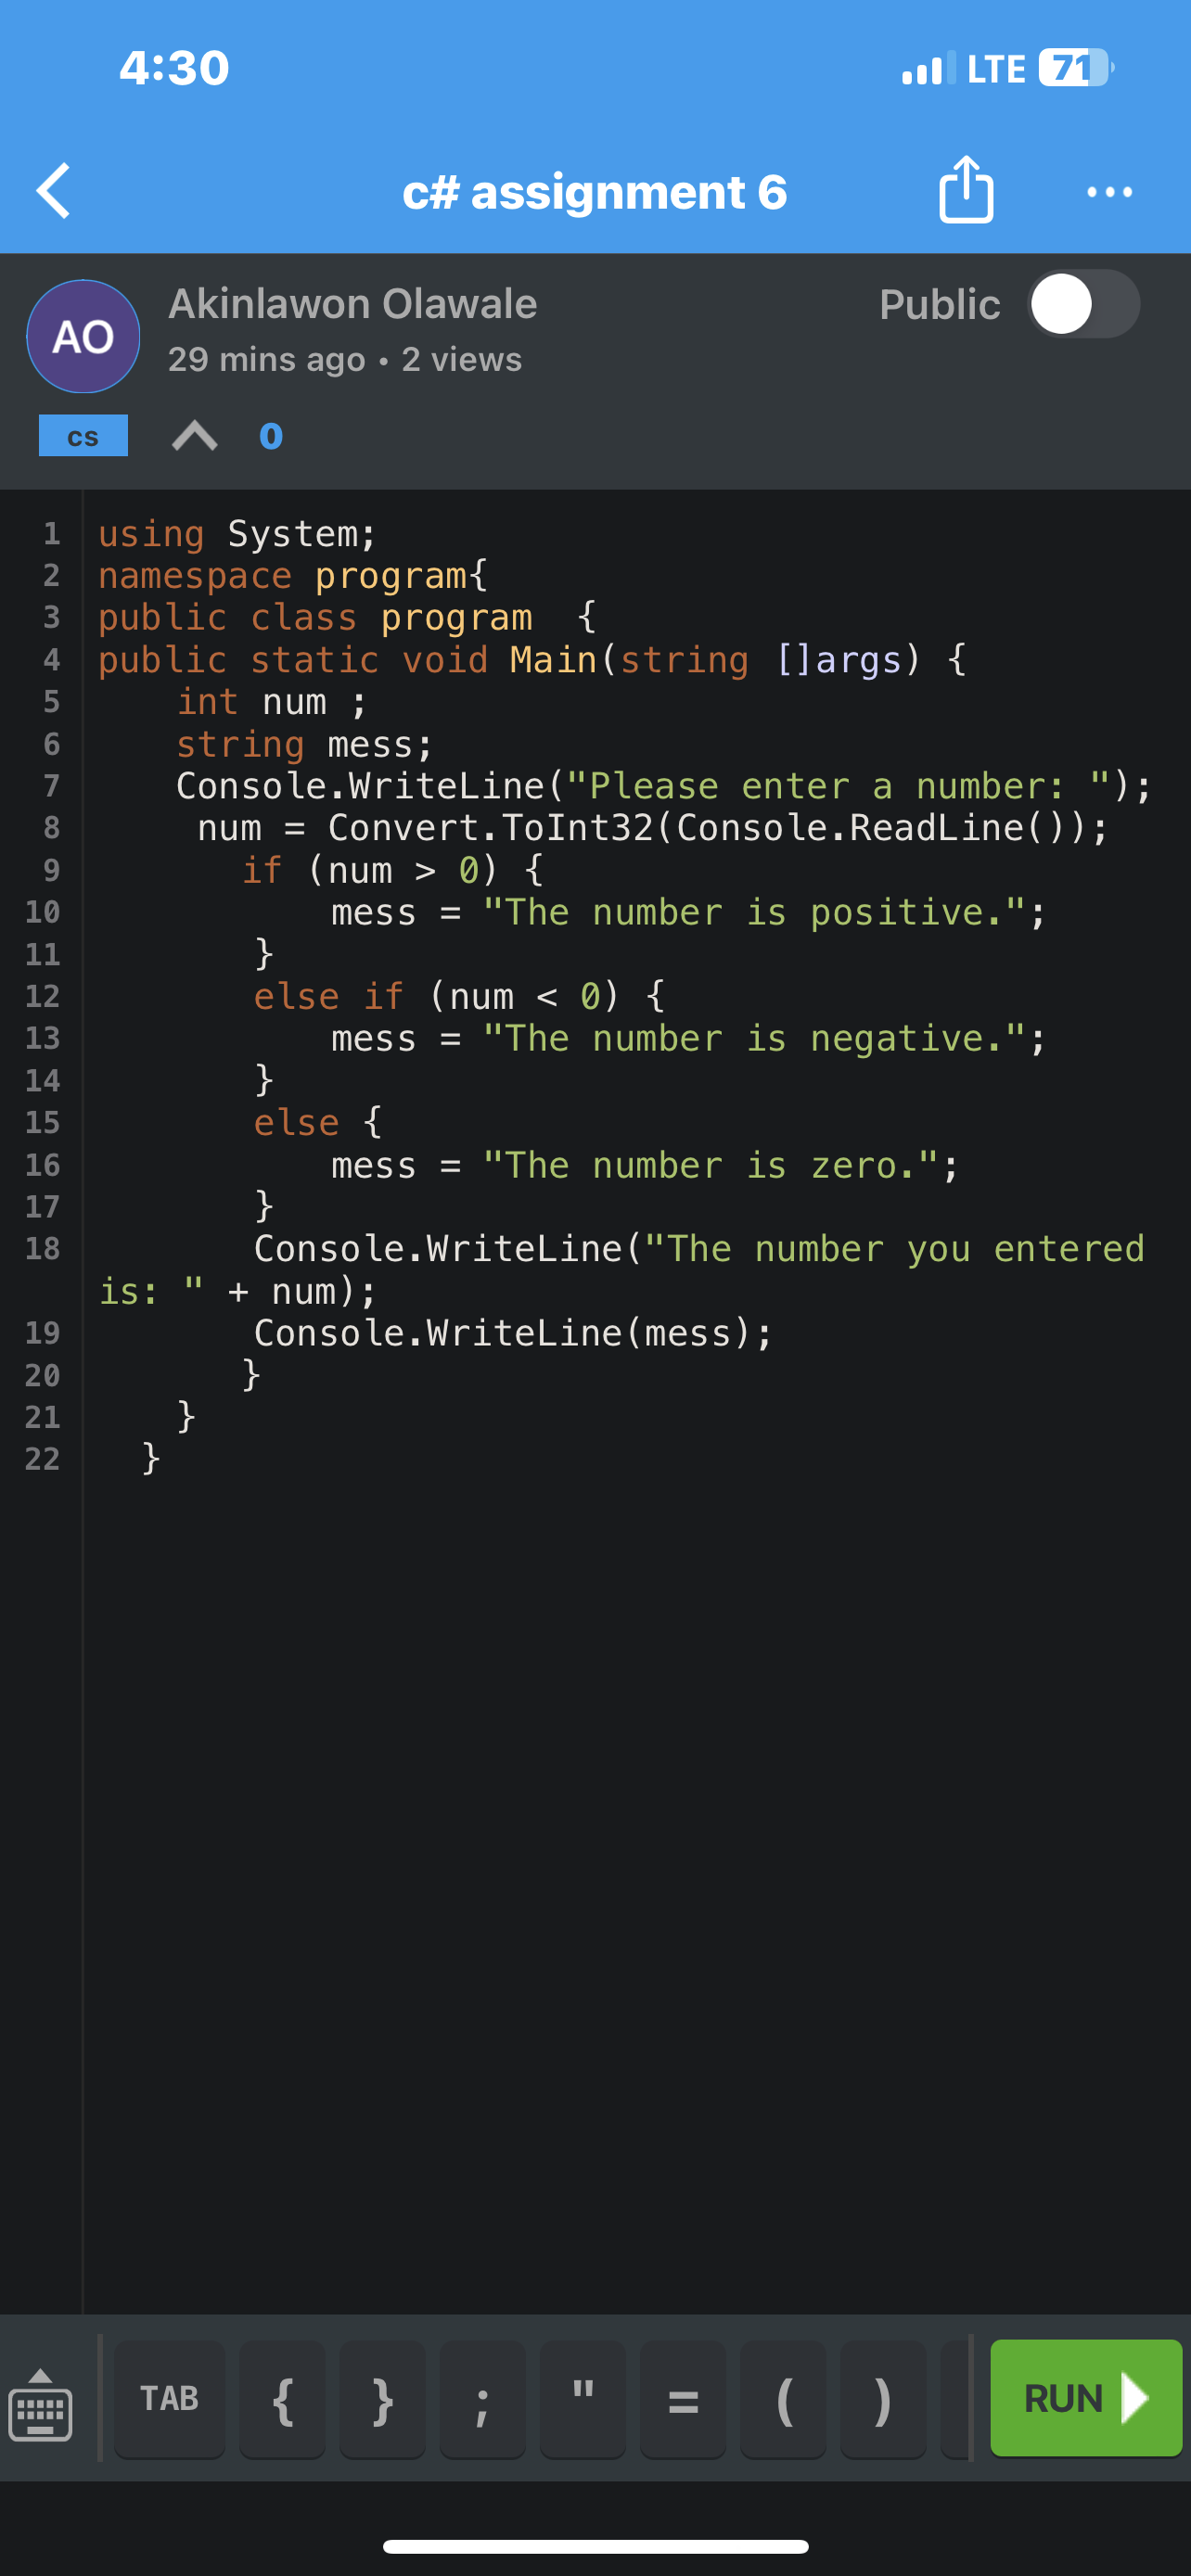 4:30
LTE 71
c# assignment 6
AO
Akinlawon Olawale
Public
29 mins ago • 2 views
cs
0
1 using System;
2 namespace program{
3 public class program  {
4 public static void Main(string []args) {
5 int num ;
6 string mess;
7 Console.WriteLine("Please enter a number: ");
8 num = Convert.ToInt32(Console.ReadLine());
9 if (num > 0) {
10 mess = "The number is positive.";
11 }
12 else if (num < 0) {
13 mess = "The number is negative.";
14 }
15 else {
16 mess = "The number is zero.";
17 }
18 Console.WriteLine("The number you entered
is: " + num);
19 Console.WriteLine(mess);
20 }
21 }
22 }
TAB { } ; " = ( ) RUN